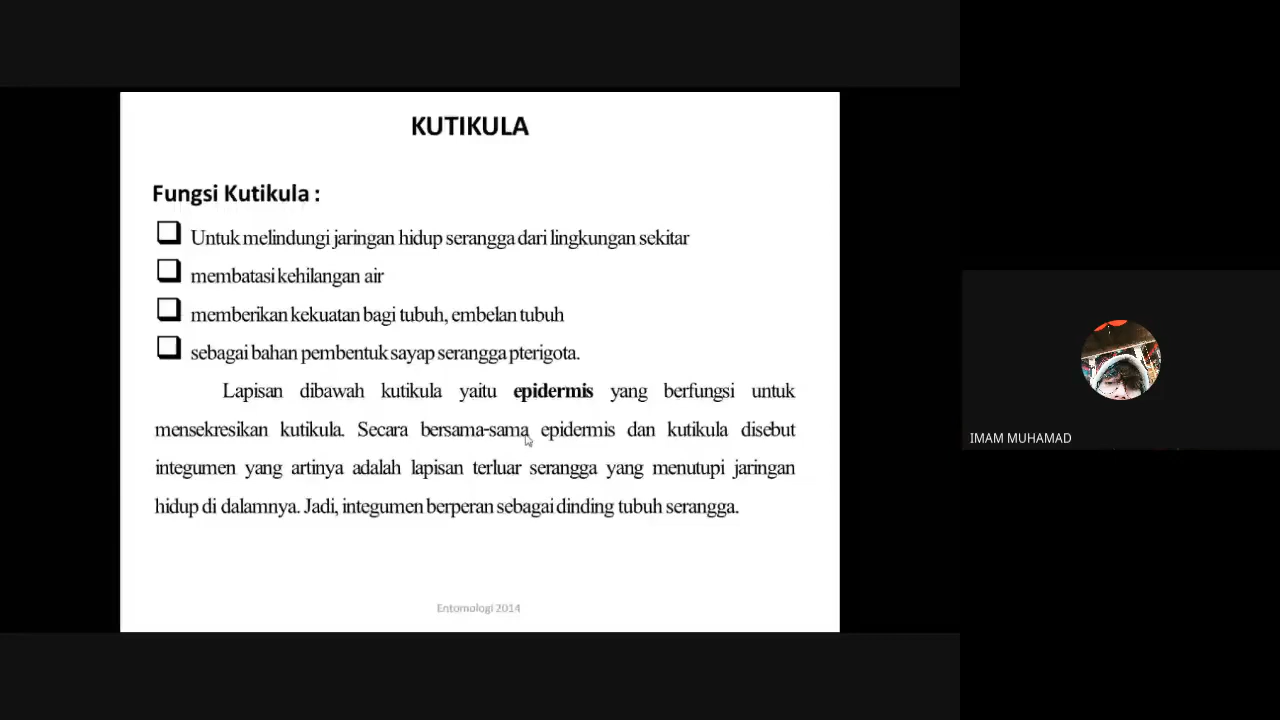 KUTIKULA
Fungsi Kutikula :
Untuk melindungi jaringan hidup serangga dari lingkungan sekitar
membatasi kehilangan air
memberikan kekuatan bagi tubuh, embelan tubuh
sebagai bahan pembentuk sayap serangga pterigota.
Lapisan dibawah kutikula yaitu epidermis yang berfungsi untuk
mensekresikan kutikula. Secara bersama-sama epidermis dan kutikula disebut
integumen yang artinya adalah lapisan terluar serangga yang menutupi jaringan
hidup di dalamnya. Jadi, integumen berperan sebagai dinding tubuh serangga.
Entomologi 2014
IMAM MUHAMAD